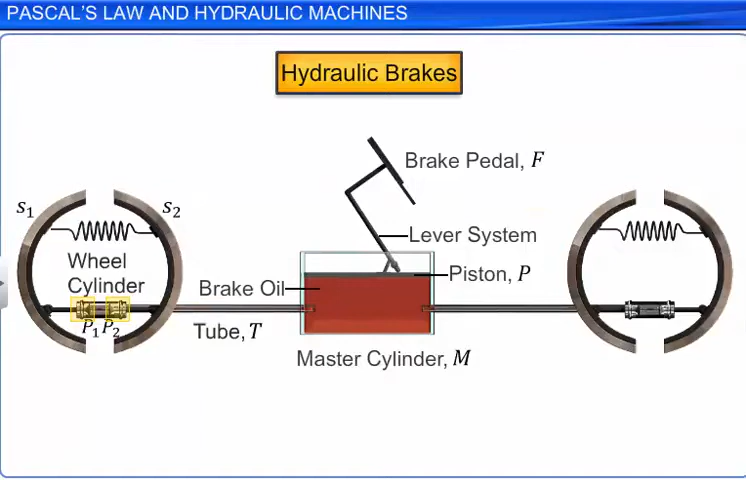 PASCAL'S LAW AND HYDRAULIC MACHINES
Hydraulic Brakes
Brake Pedal, F
S₁
S₂
Lever System
Wheel
Cylinder
Piston, P
Brake Oil
P₁ P₂
Tube, T
Master Cylinder, M